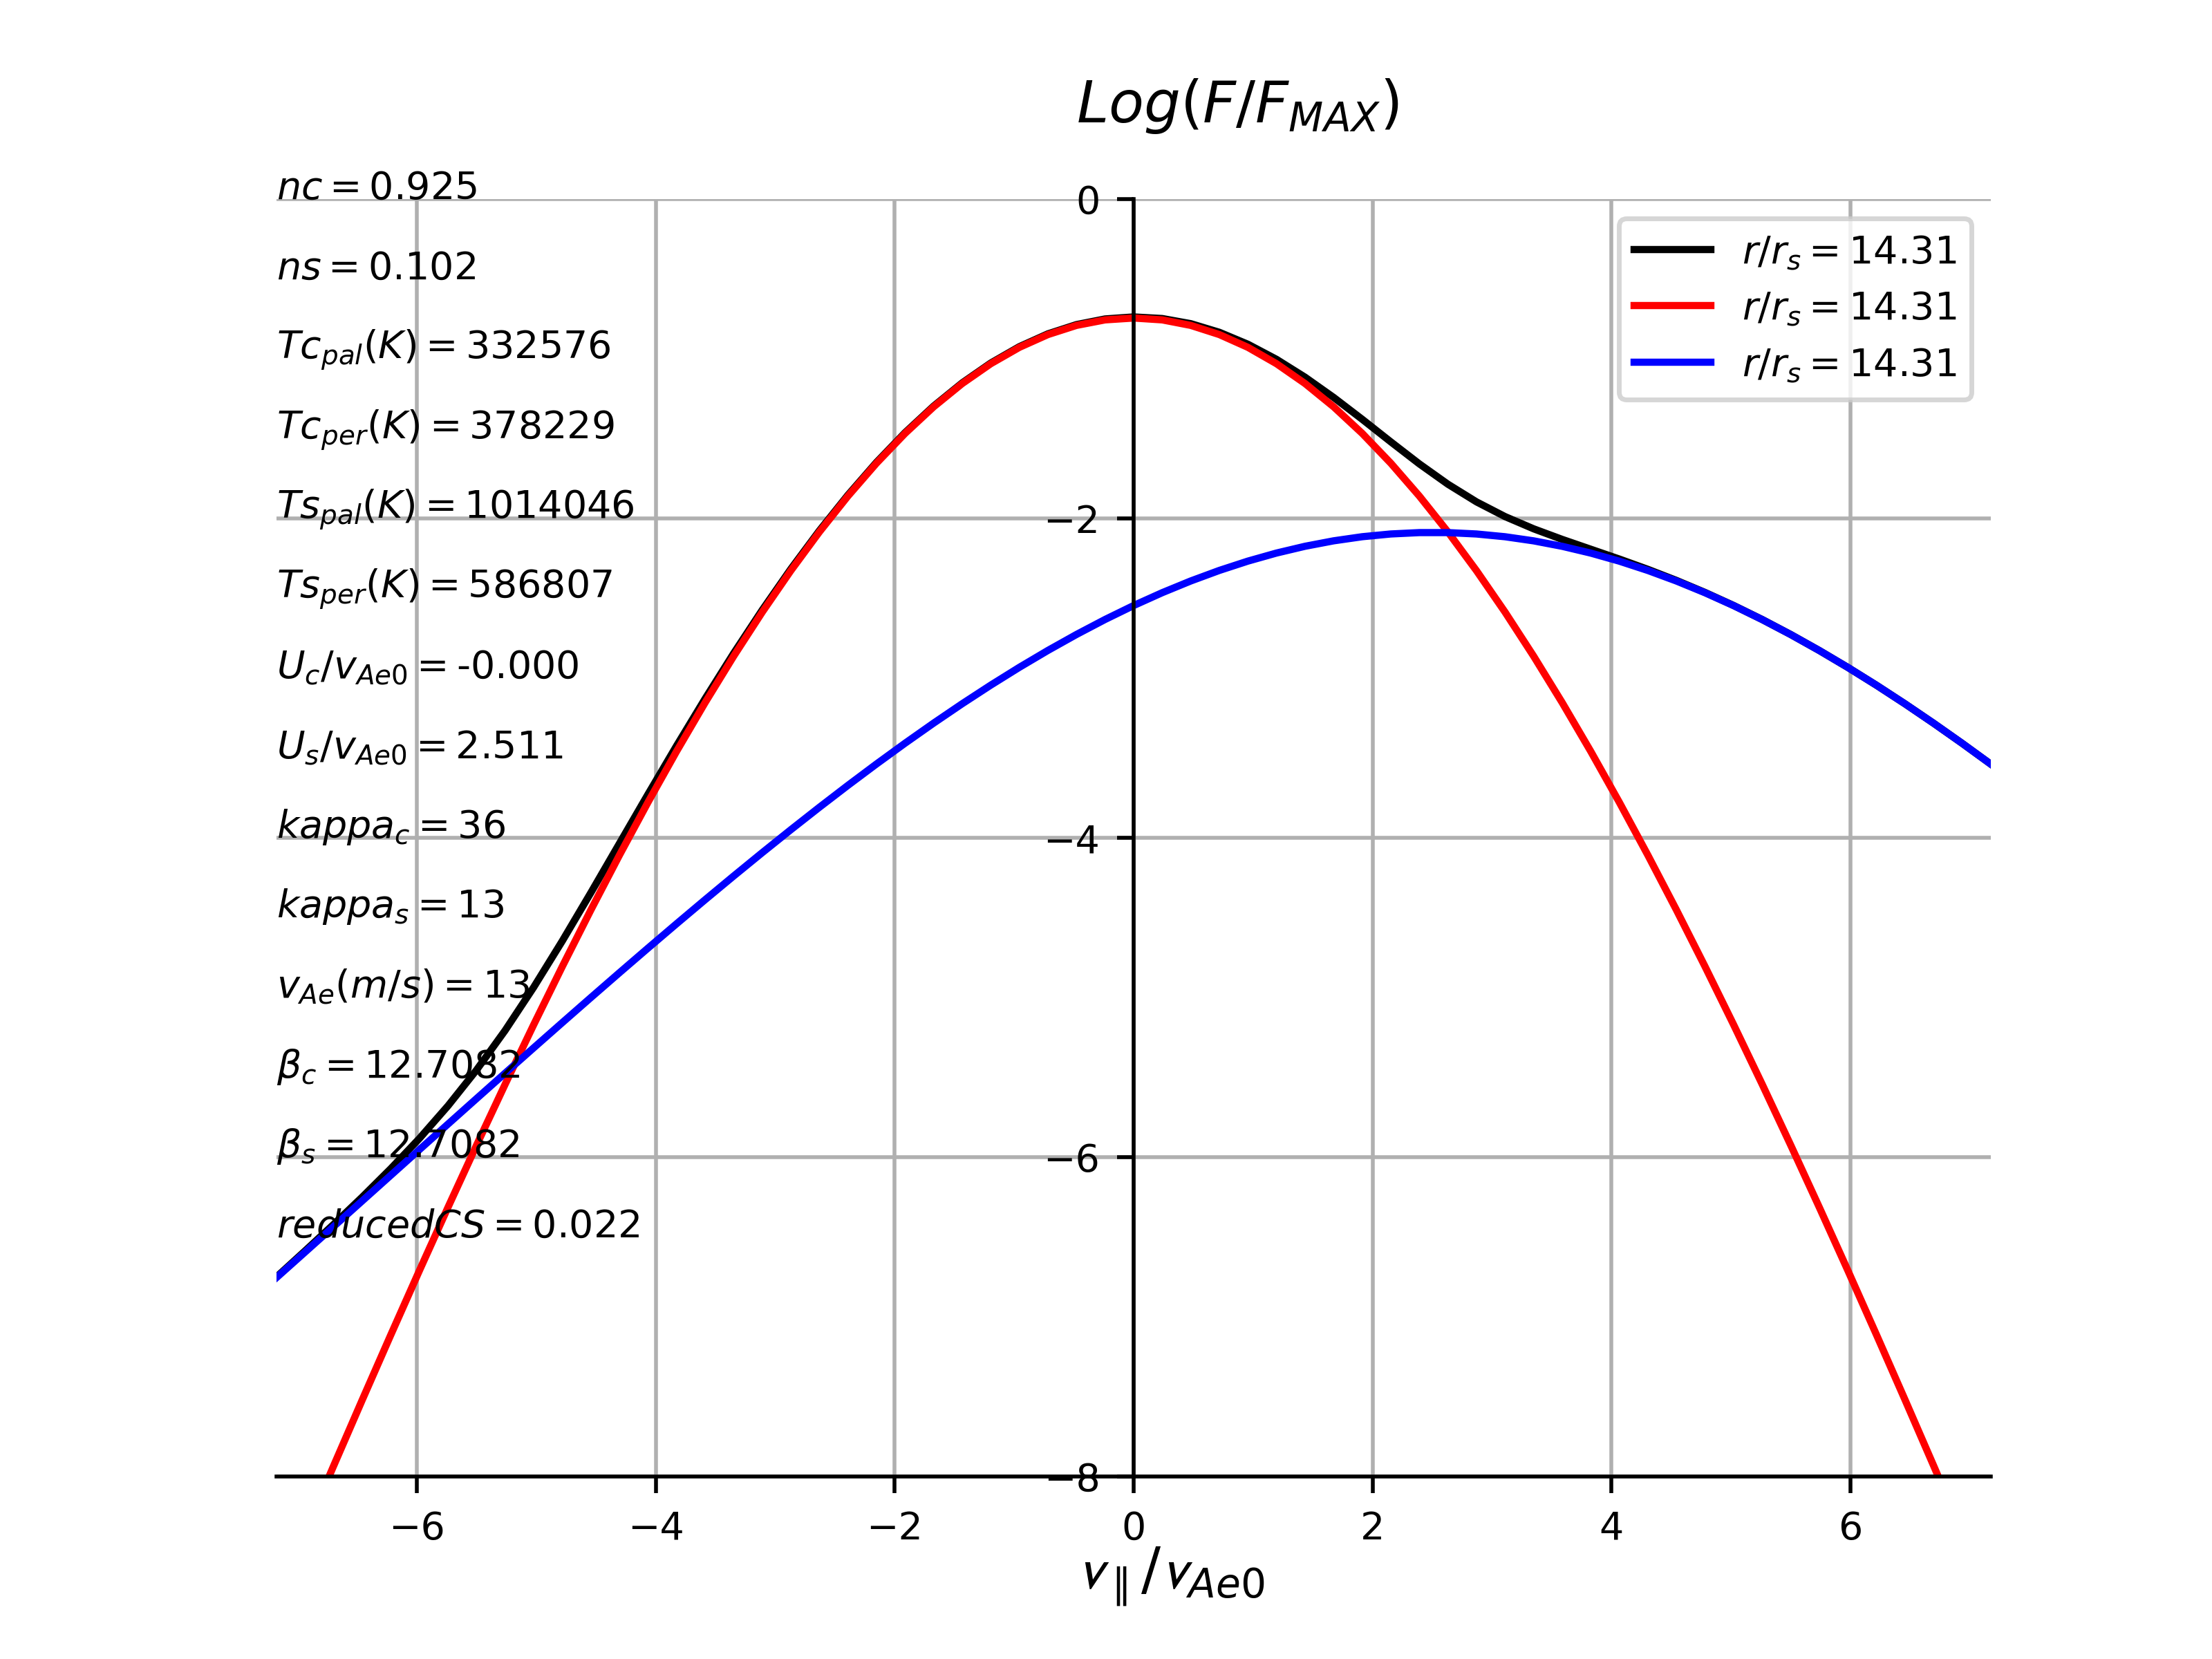 Log(F/F_MAX)
nc = 0.925
ns = 0.102
Tc_pal(K) = 332576
Tc_per(K) = 378229
Ts_pal(K) = 1014046
Ts_per(K) = 586807
U_c/v_Ae0 = -0.000
U_s/v_Ae0 = 2.511
kappa_c = 36
kappa_s = 13
v_Ae(m/s) = 13
β_c = 12.7082
β_s = 12.7082
reducedCS = 0.022
0
−2
−4
−6
−8
r/r_s = 14.31
r/r_s = 14.31
r/r_s = 14.31
−6 −4 −2 0 2 4 6
v_∥/v_Ae0